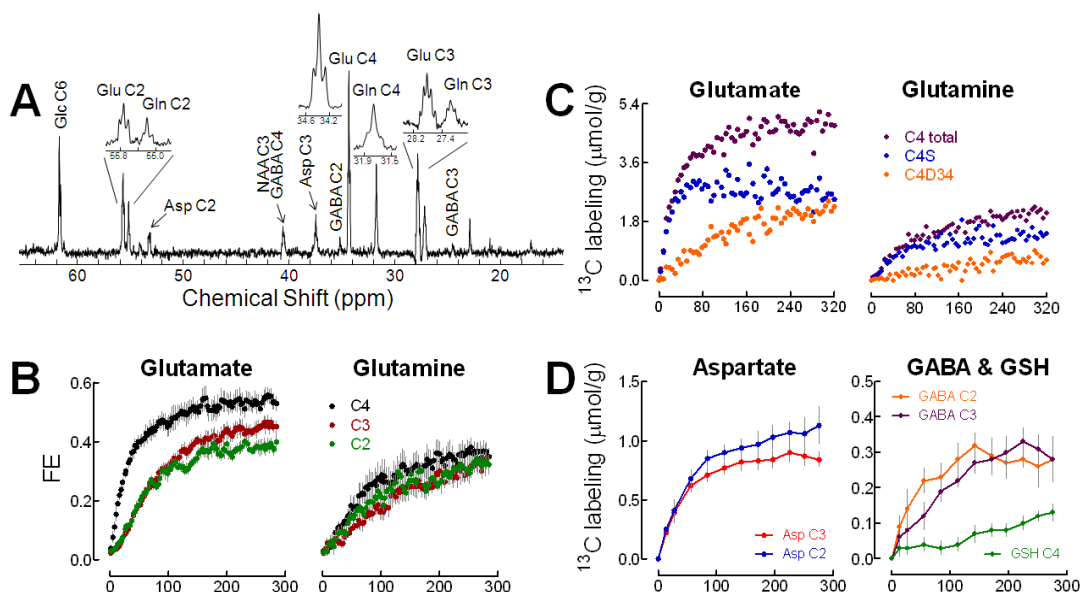 A
Glc C6
Glu C2
Gln C2
55.8 55.0
Asp C2
NAAC3
GABAC4
Asp C3
34.6 34.2
GABAC2
Glu C4
Gln C4
31.9 31.5
Glu C3
Gln C3
28.2 27.4
GABA C3
60 50 40 30 20
Chemical Shift (ppm)
B
Glutamate
Glutamine
FE
0.6
0.4
0.2
0.0
C4
C3
C2
0 100 200 300
0 100 200 300
C
Glutamate
Glutamine
13C labeling (μmol/g)
5.4
3.6
1.8
0.0
C4 total
C4S
C4D34
0 80 160 240 320
0 80 160 240 320
D
Aspartate
GABA & GSH
13C labeling (μmol/g)
1.5
1.0
0.5
0.0
Asp C3
Asp C2
0 100 200 300
0.5
0.4
0.3
0.2
0.1
0.0
GABA C2
GABA C3
GSH C4
0 100 200 300